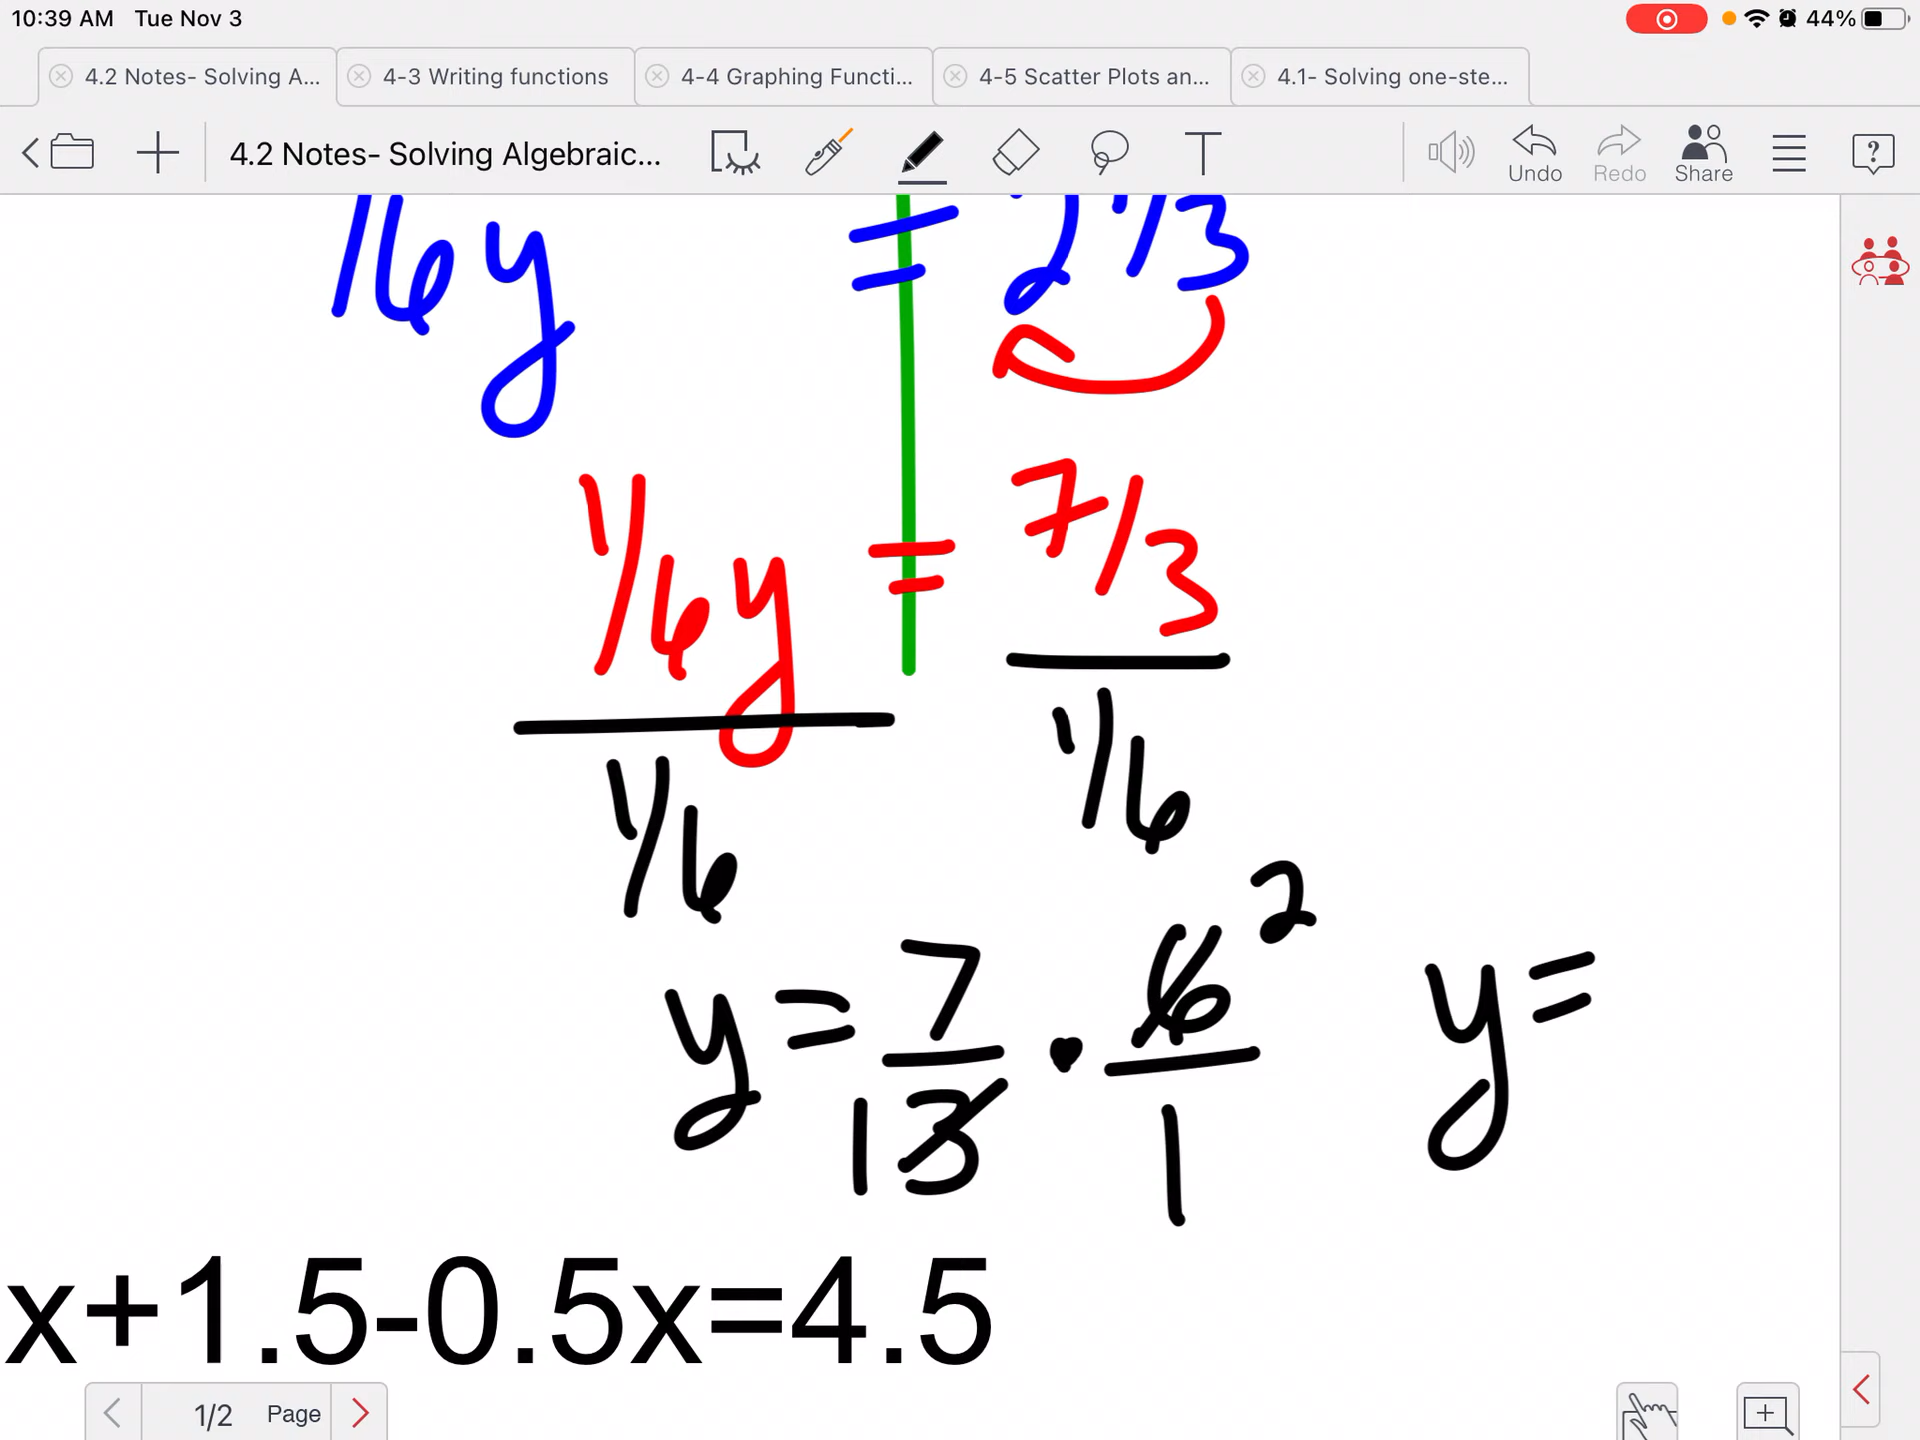 10:39 AM Tue Nov 3 44%
4.2 Notes- Solving A... 4-3 Writing functions 4-4 Graphing Functi... 4-5 Scatter Plots an... 4.1- Solving one-ste...
4.2 Notes- Solving Algebraic... T Undo Redo Share ?
1/6y = 2 1/3
1/6y = 7/3
1/6 1/6
2
y = 7/3 · 6/1 y =
1
x+1.5-0.5x=4.5
1/2 Page